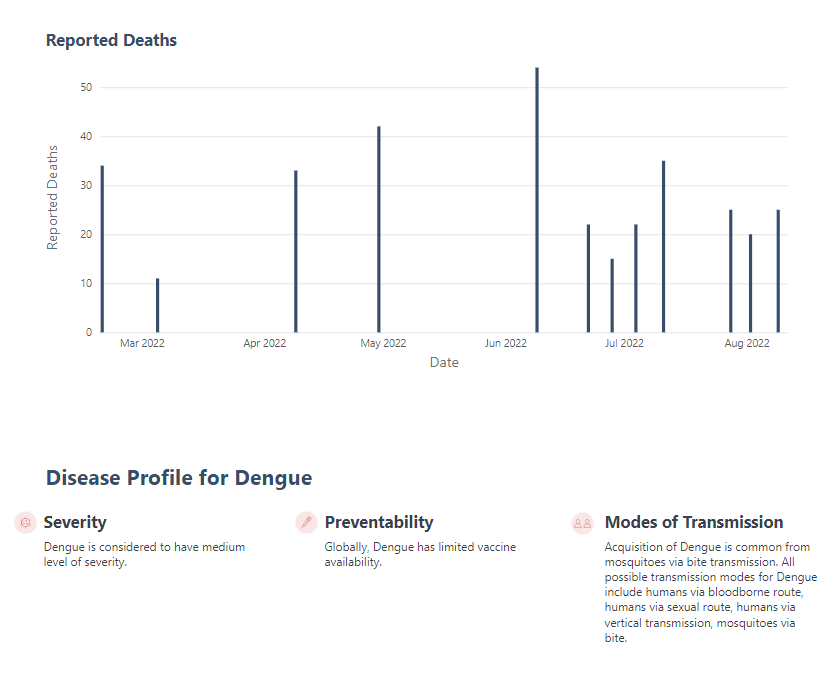 Reported Deaths
50
40
30
20
10
0
Reported Deaths
Mar 2022 Apr 2022 May 2022 Jun 2022 Jul 2022 Aug 2022
Date
Disease Profile for Dengue
Severity
Dengue is considered to have medium
level of severity.
Preventability
Globally, Dengue has limited vaccine
availability.
Modes of Transmission
Acquisition of Dengue is common from
mosquitoes via bite transmission. All
possible transmission modes for Dengue
include humans via bloodborne route,
humans via sexual route, humans via
vertical transmission, mosquitoes via
bite.